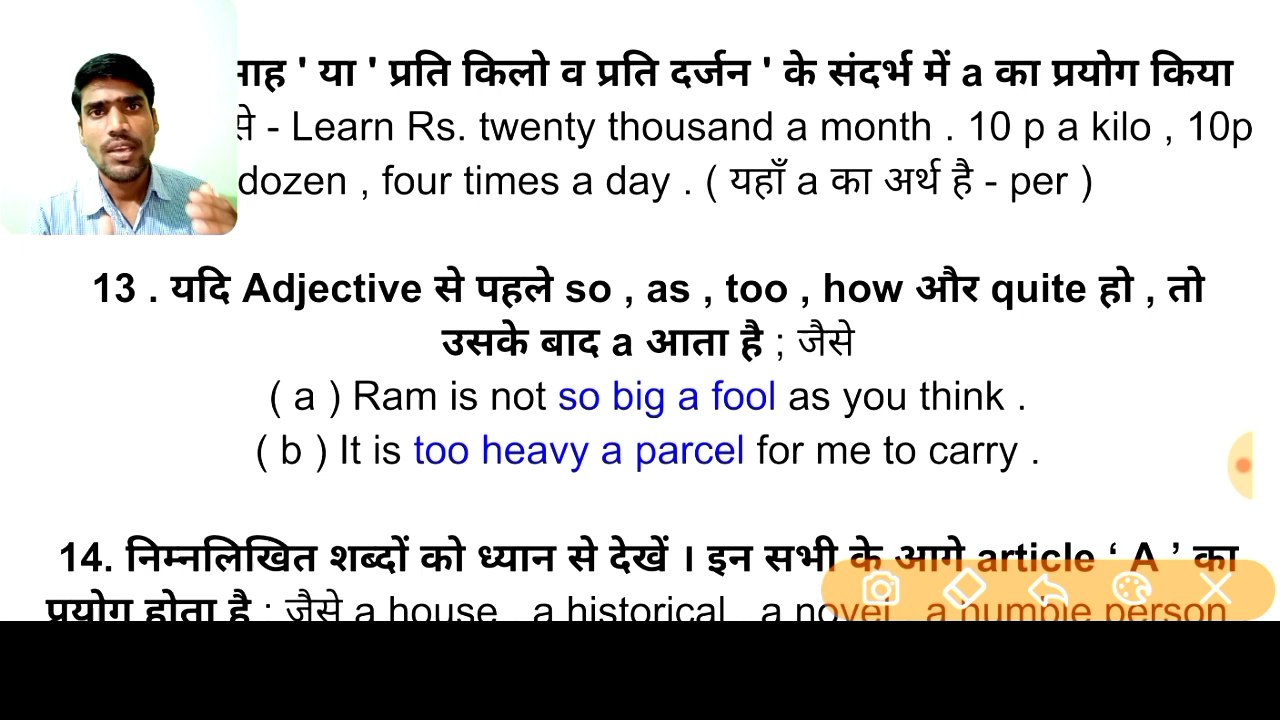 ' या ' प्रति किलो व प्रति दर्जन ' के संदर्भ में a का प्रयोग किया
- Learn Rs. twenty thousand a month . 10 p a kilo , 10p
dozen , four times a day . ( यहाँ a का अर्थ है - per )
13 . यदि Adjective से पहले so , as , too , how और quite हो , तो
उसके बाद a आता है ; जैसे
( a ) Ram is not so big a fool as you think .
( b ) It is too heavy a parcel for me to carry .
14. निम्नलिखित शब्दों को ध्यान से देखें । इन सभी के आगे article ‘ A ’ का
प्रयोग होता है ; जैसे a house , a historical , a novel , a humble person